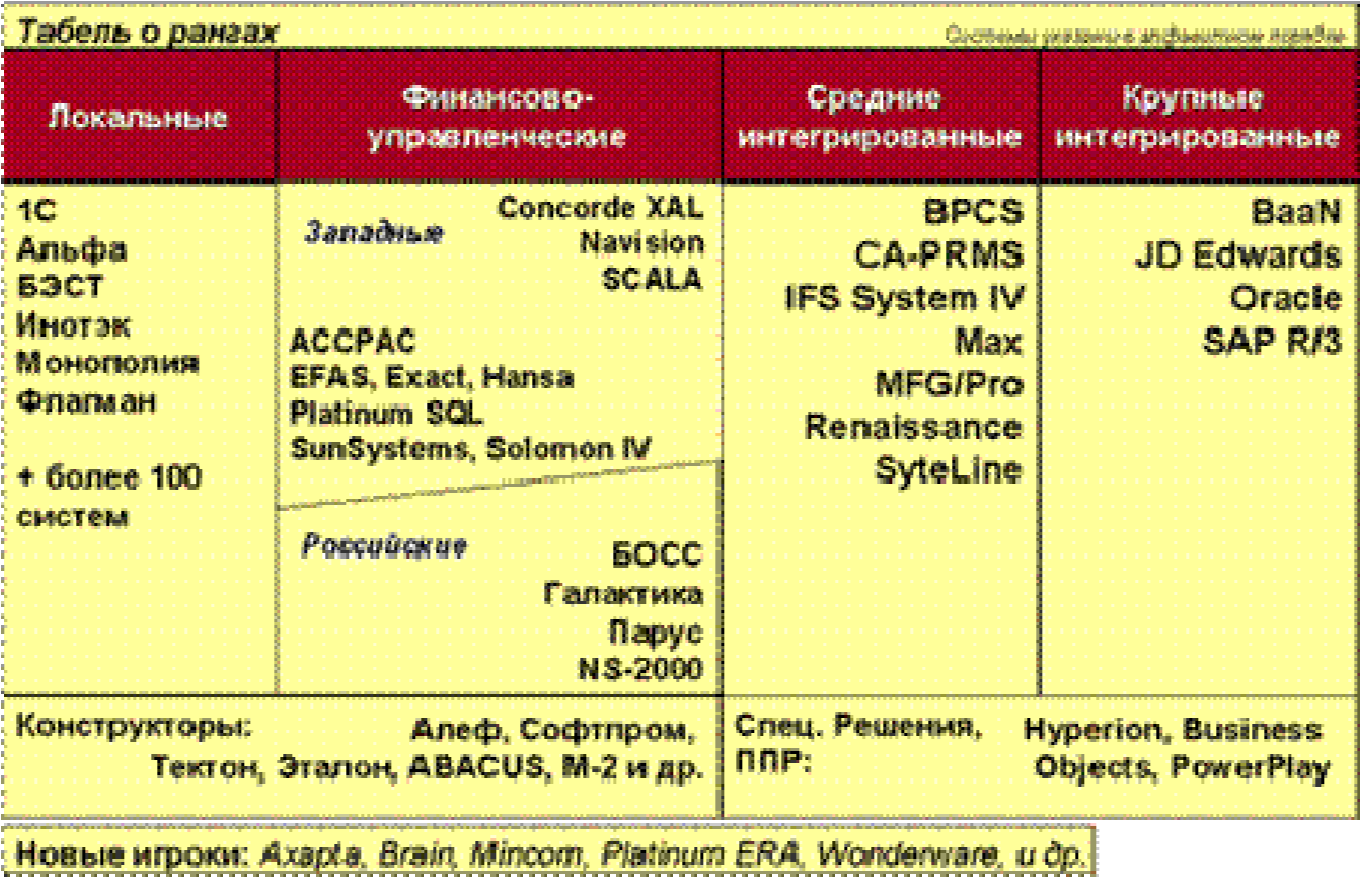 Табель о рангах
Системы указаны в алфавитном порядке
Локальные
Финансово-
управленческие
Средние
интегрированные
Крупные
интегрированные
1С
Альфа
БЭСТ
Инотэк
Монополия
Флагман
+ более 100
систем
Западные
Concorde XAL
Navision
SCALA
ACCPAC
EFAS, Exact, Hansa
Platinum SQL
SunSystems, Solomon IV
Российские
БОСС
Галактика
Парус
NS-2000
BPCS
CA-PRMS
IFS System IV
Max
MFG/Pro
Renaissance
SyteLine
BaaN
JD Edwards
Oracle
SAP R/3
Конструкторы:
Алеф, Софтпром,
Тектон, Эталон, ABACUS, М-2 и др.
Спец. Решения,
ППР:
Hyperion, Business
Objects, PowerPlay
Новые игроки: Axapta, Brain, Mincom, Platinum ERA, Wonderware, и др.